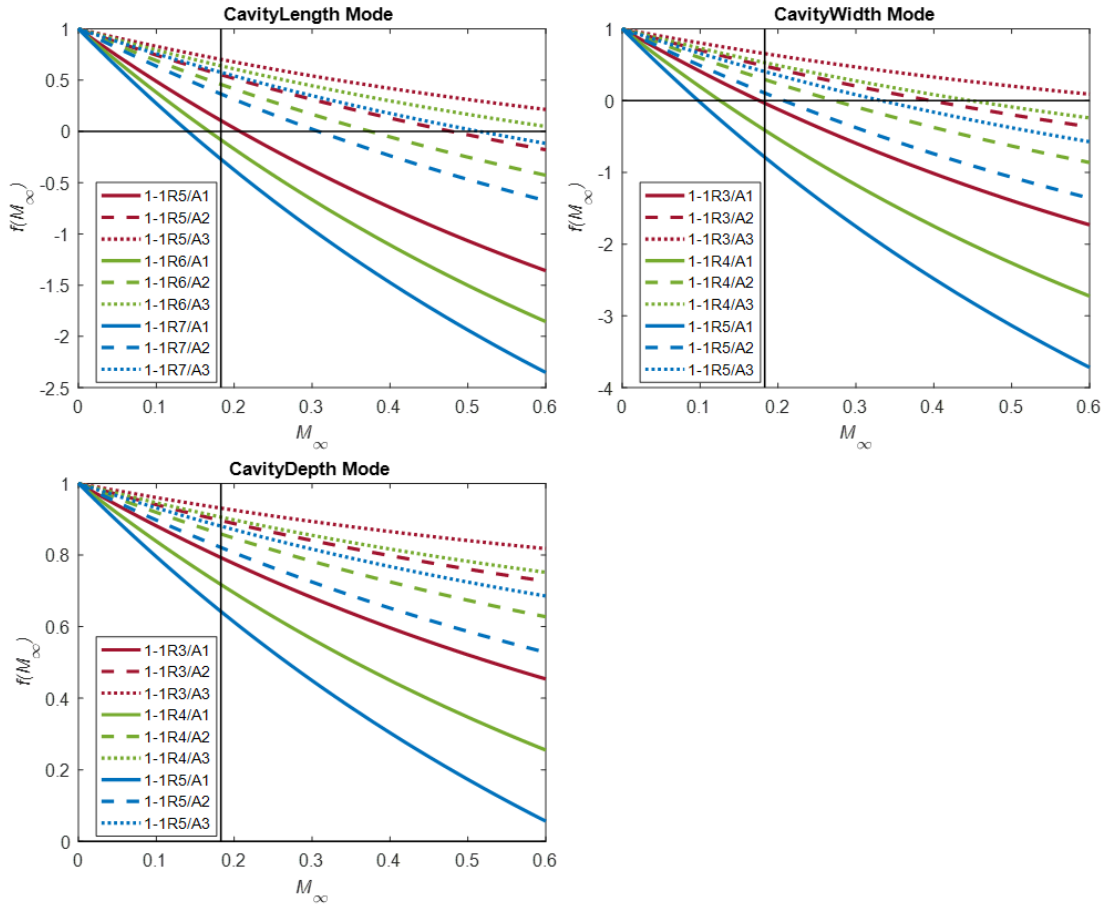 CavityLength Mode
1
0.5
0
-0.5
-1
-1.5
-2
-2.5
f(M∞)
1-1R5/A1
1-1R5/A2
1-1R5/A3
1-1R6/A1
1-1R6/A2
1-1R6/A3
1-1R7/A1
1-1R7/A2
1-1R7/A3
0 0.1 0.2 0.3 0.4 0.5 0.6
M∞
CavityWidth Mode
1
0
-1
-2
-3
-4
f(M∞)
1-1R3/A1
1-1R3/A2
1-1R3/A3
1-1R4/A1
1-1R4/A2
1-1R4/A3
1-1R5/A1
1-1R5/A2
1-1R5/A3
0 0.1 0.2 0.3 0.4 0.5 0.6
M∞
CavityDepth Mode
1
0.8
0.6
0.4
0.2
0
f(M∞)
1-1R3/A1
1-1R3/A2
1-1R3/A3
1-1R4/A1
1-1R4/A2
1-1R4/A3
1-1R5/A1
1-1R5/A2
1-1R5/A3
0 0.1 0.2 0.3 0.4 0.5 0.6
M∞